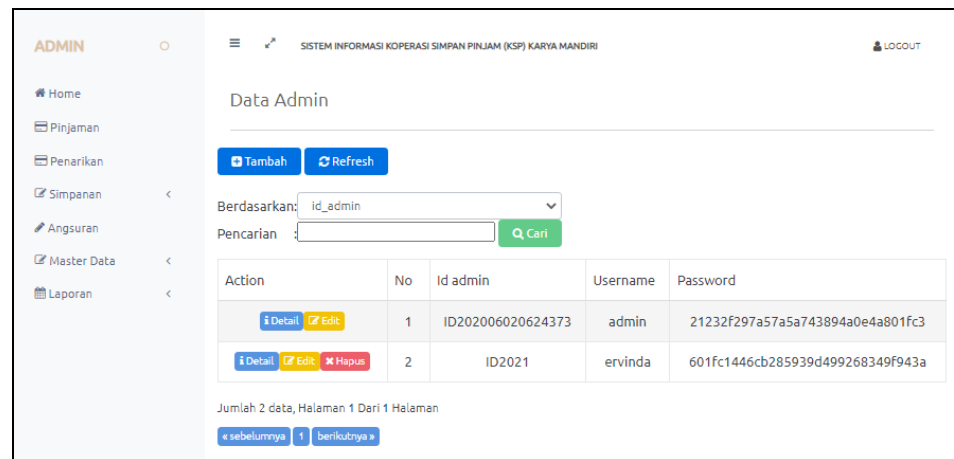 ADMIN
SISTEM INFORMASI KOPERASI SIMPAN PINJAM (KSP) KARYA MANDIRI
LOGOUT
Home
Pinjaman
Penarikan
Simpanan
Angsuran
Master Data
Laporan
Data Admin
Tambah Refresh
Berdasarkan: id_admin
Pencarian : Cari
Action No Id admin Username Password
Detail Edit 1 ID202006020624373 admin 21232f297a57a5a743894a0e4a801fc3
Detail Edit Hapus 2 ID2021 ervinda 601fc1446cb285939d499268349f943a
Jumlah 2 data, Halaman 1 Dari 1 Halaman
« sebelumnya 1 berikutnya »